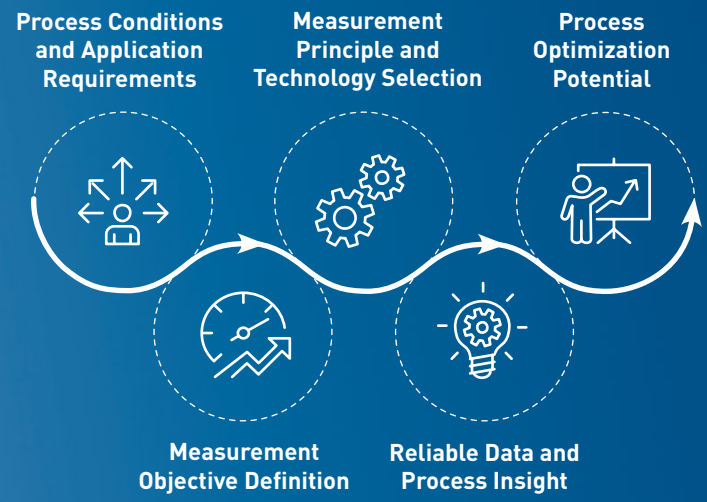 Process Conditions
and Application
Requirements
Measurement
Principle and
Technology Selection
Process
Optimization
Potential
Measurement
Objective Definition
Reliable Data and
Process Insight